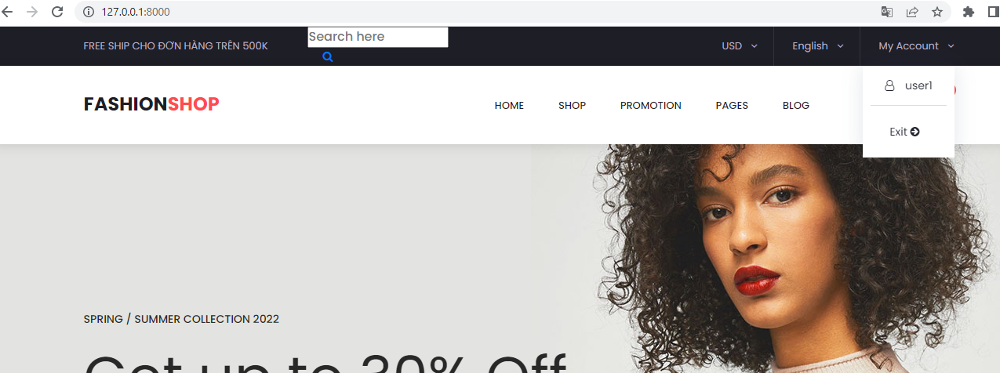 127.0.0.1:8000
FREE SHIP CHO ĐƠN HÀNG TRÊN 500K
Search here
USD
English
My Account
user1
Exit
FASHIONSHOP
HOME
SHOP
PROMOTION
PAGES
BLOG
SPRING / SUMMER COLLECTION 2022
Get up to 30% Off